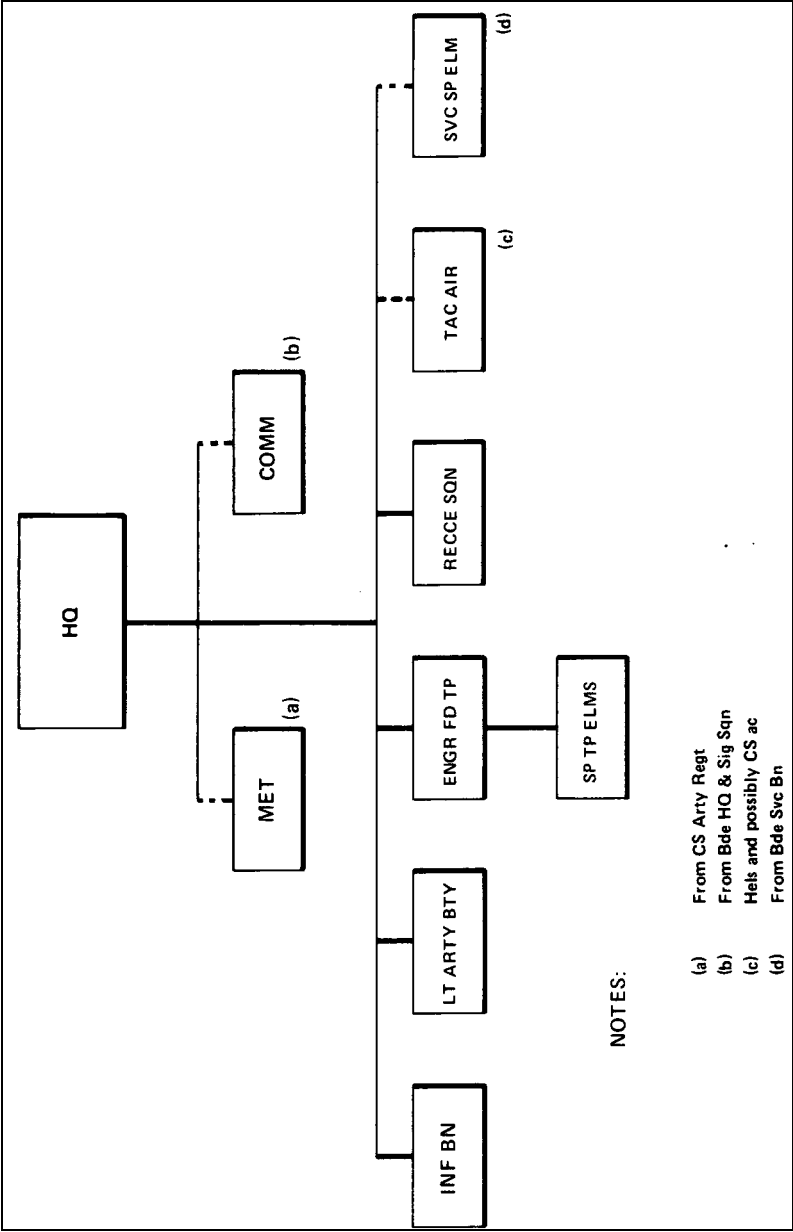 HQ
MET
(a)
COMM
(b)
INF BN
LT ARTY BTY
ENGR FD TP
RECCE SQN
TAC AIR
(c)
SVC SP ELM
(d)
SP TP ELMS
NOTES:
(a) From CS Arty Regt
(b) From Bde HQ & Sig Sqn
(c) Hels and possibly CS ac
(d) From Bde Svc Bn